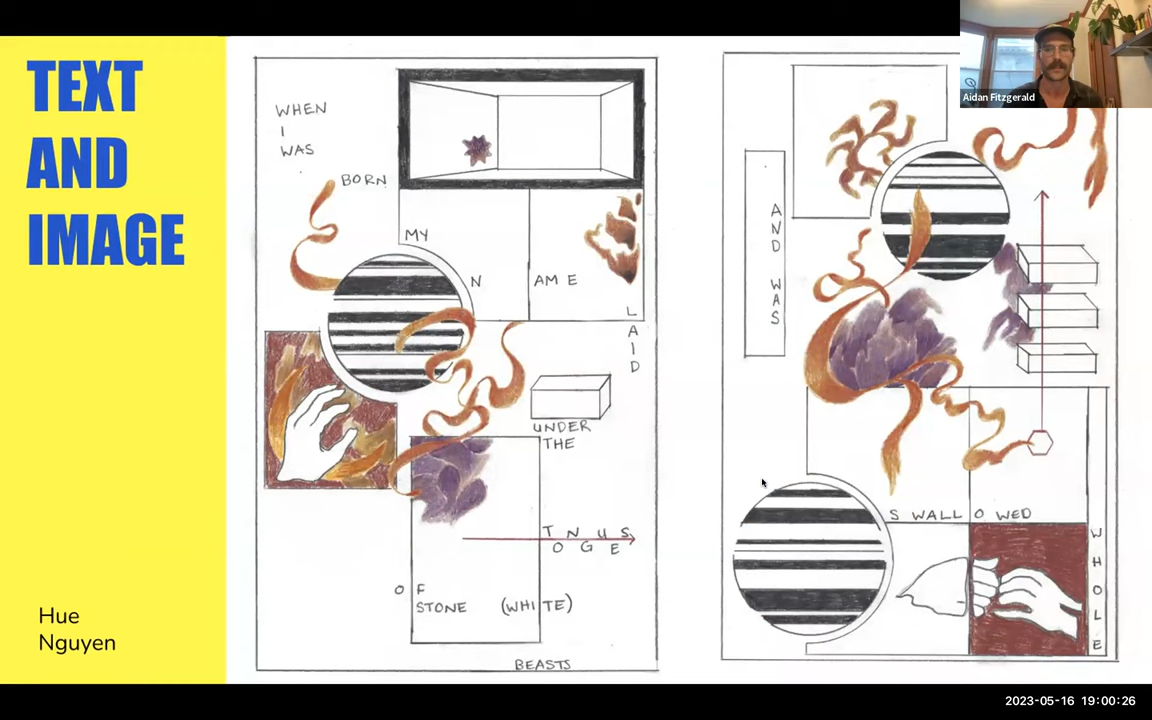 TEXT
AND
IMAGE
Hue
Nguyen
WHEN
I
WAS
BORN
MY
N AME
L
A
I
D
UNDER
THE
T N U S
O G E
O F
STONE (WHITE)
BEASTS
A
N
D
W
A
S
S WALL O WED
W
H
O
L
E
Aidan Fitzgerald
2023-05-16 19:00:26